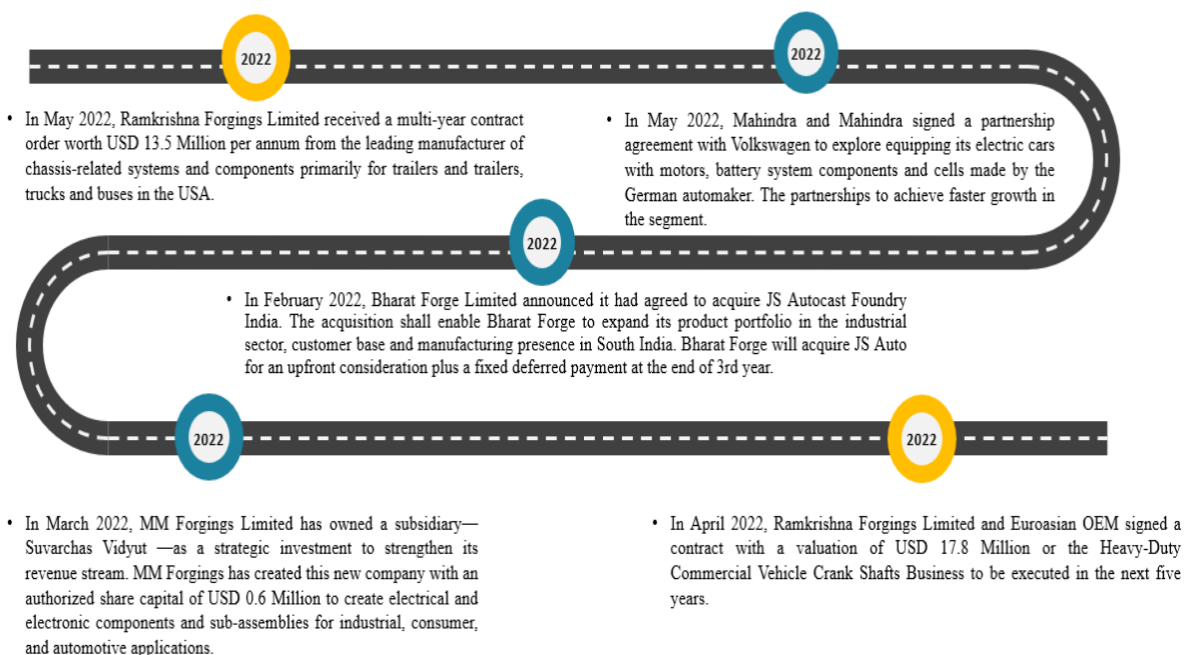 2022
2022
• In May 2022, Ramkrishna Forgings Limited received a multi-year contract
order worth USD 13.5 Million per annum from the leading manufacturer of
chassis-related systems and components primarily for trailers and trailers,
trucks and buses in the USA.
• In May 2022, Mahindra and Mahindra signed a partnership
agreement with Volkswagen to explore equipping its electric cars
with motors, battery system components and cells made by the
German automaker. The partnerships to achieve faster growth in
the segment.
2022
• In February 2022, Bharat Forge Limited announced it had agreed to acquire JS Autocast Foundry
India. The acquisition shall enable Bharat Forge to expand its product portfolio in the industrial
sector, customer base and manufacturing presence in South India. Bharat Forge will acquire JS Auto
for an upfront consideration plus a fixed deferred payment at the end of 3rd year.
2022
2022
• In March 2022, MM Forgings Limited has owned a subsidiary—
Suvarchas Vidyut —as a strategic investment to strengthen its
revenue stream. MM Forgings has created this new company with an
authorized share capital of USD 0.6 Million to create electrical and
electronic components and sub-assemblies for industrial, consumer,
and automotive applications.
• In April 2022, Ramkrishna Forgings Limited and Euroasian OEM signed a
contract with a valuation of USD 17.8 Million or the Heavy-Duty
Commercial Vehicle Crank Shafts Business to be executed in the next five
years.